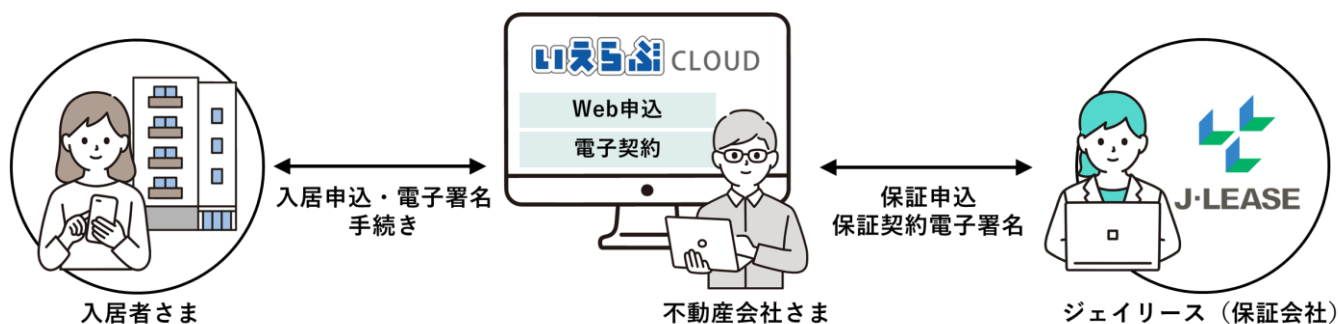 いえらぶ CLOUD
Web申込
電子契約
入居申込・電子署名
手続き
保証申込
保証契約電子署名
J·LEASE
入居者さま
不動産会社さま
ジェイリース（保証会社）